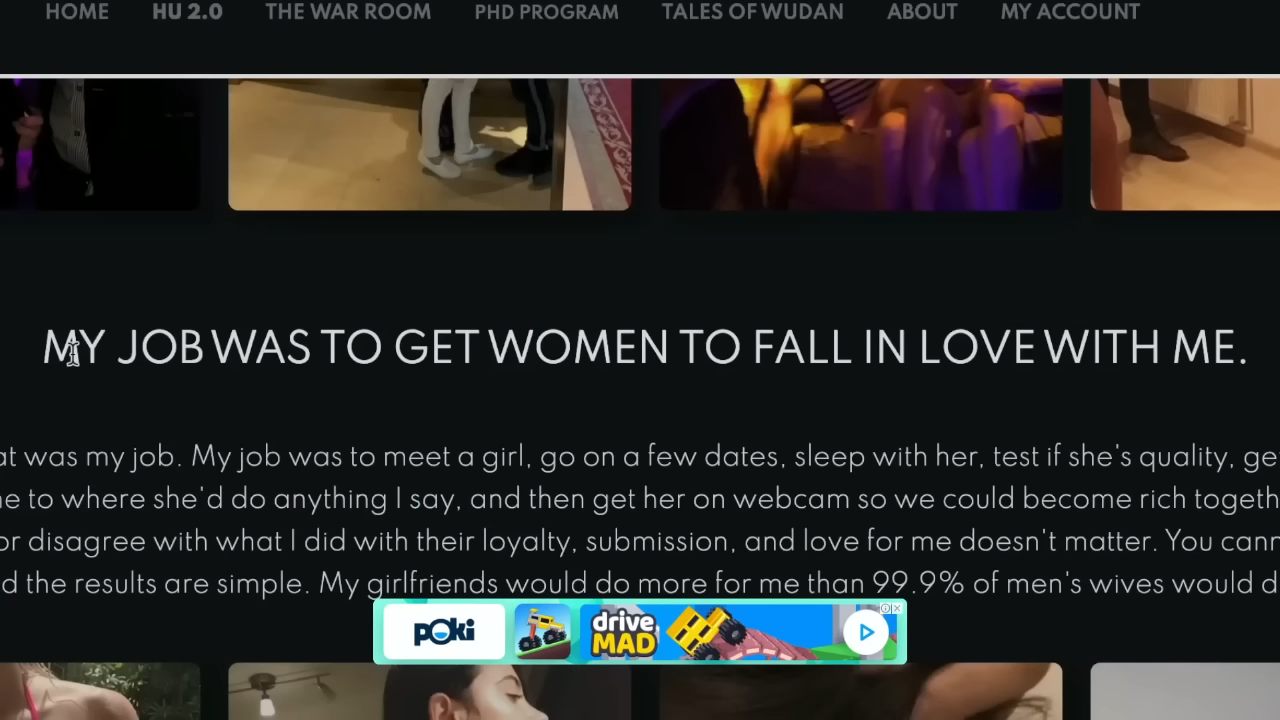 HOME HU 2.0 THE WAR ROOM PHD PROGRAM TALES OF WUDAN ABOUT MY ACCOUNT
MY JOB WAS TO GET WOMEN TO FALL IN LOVE WITH ME.
was my job. My job was to meet a girl, go on a few dates, sleep with her, test if she's quality,
to where she'd do anything I say, and then get her on webcam so we could become rich
or disagree with what I did with their loyalty, submission, and love for me doesn't matter. You
the results are simple. My girlfriends would do more for me than 99.9% of men's wives would
poki
drive
MAD